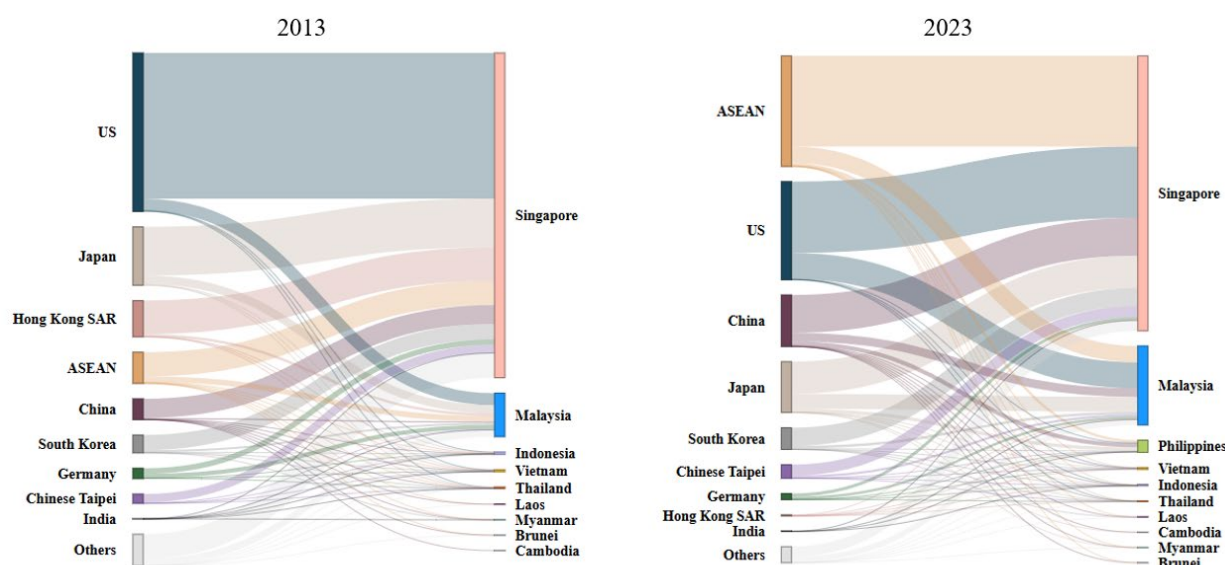 2013
US
Japan
Hong Kong SAR
ASEAN
China
South Korea
Germany
Chinese Taipei
India
Others
Singapore
Malaysia
Indonesia
Vietnam
Thailand
Laos
Myanmar
Brunei
Cambodia
2023
ASEAN
US
China
Japan
South Korea
Chinese Taipei
Germany
Hong Kong SAR
India
Others
Singapore
Malaysia
Philippines
Vietnam
Indonesia
Thailand
Laos
Cambodia
Myanmar
Brunei